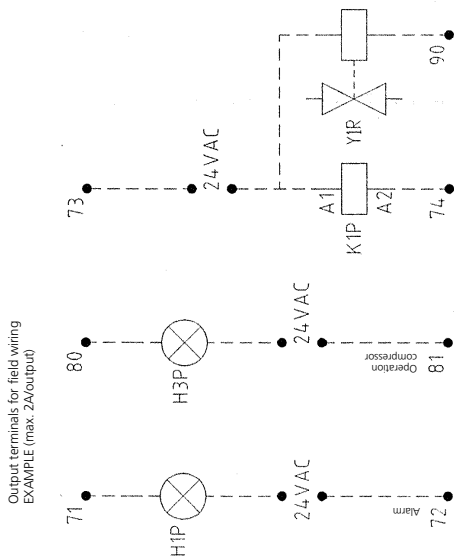 Output terminals for field wiring
EXAMPLE (max. 2A/output)
71
H1P
24VAC
Alarm
72
80
H3P
24VAC
Operation
compressor
81
73
24VAC
A1
K1P
A2
74
Y1R
90